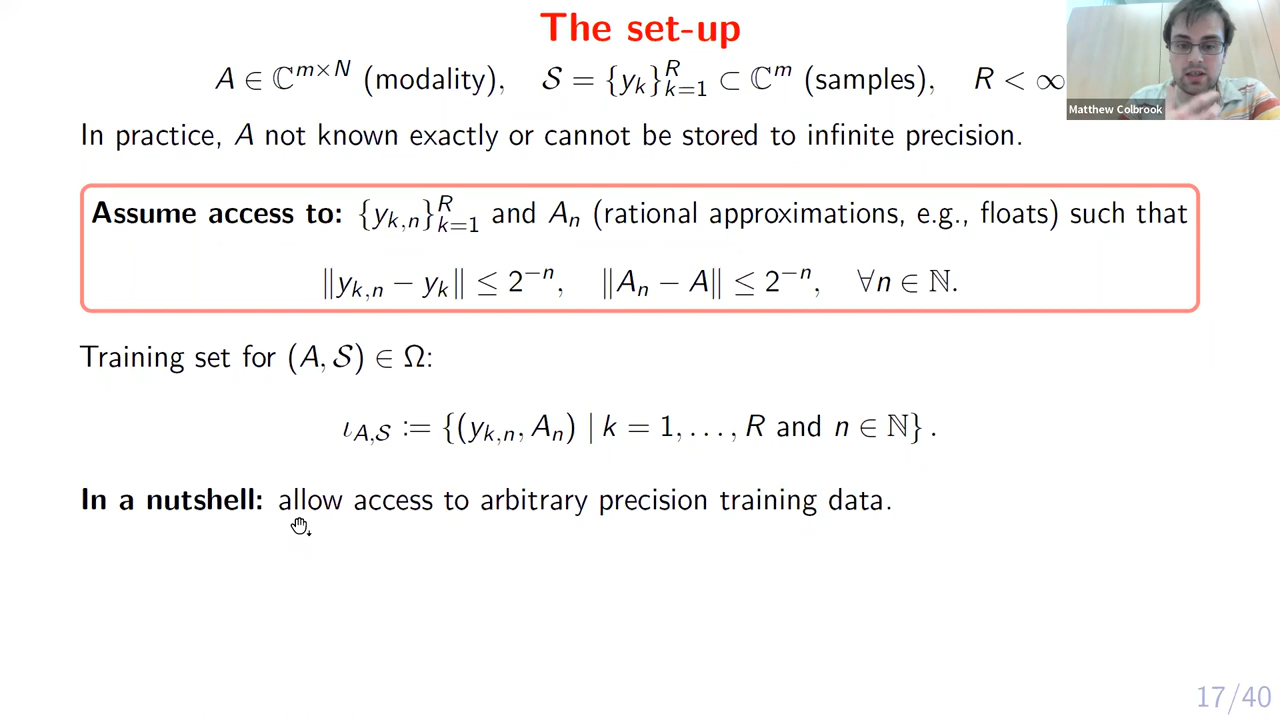 The set-up
A ∈ ℂ^{m×N} (modality), 𝒮 = {y_k}_{k=1}^R ⊂ ℂ^m (samples), R < ∞
Matthew Colbrook
In practice, A not known exactly or cannot be stored to infinite precision.
Assume access to: {y_{k,n}}_{k=1}^R and A_n (rational approximations, e.g., floats) such that
‖y_{k,n} − y_k‖ ≤ 2^{−n}, ‖A_n − A‖ ≤ 2^{−n}, ∀n ∈ ℕ.
Training set for (A, 𝒮) ∈ Ω:
ι_{A,𝒮} := {(y_{k,n}, A_n) | k = 1, . . . , R and n ∈ ℕ} .
In a nutshell: allow access to arbitrary precision training data.
17/40